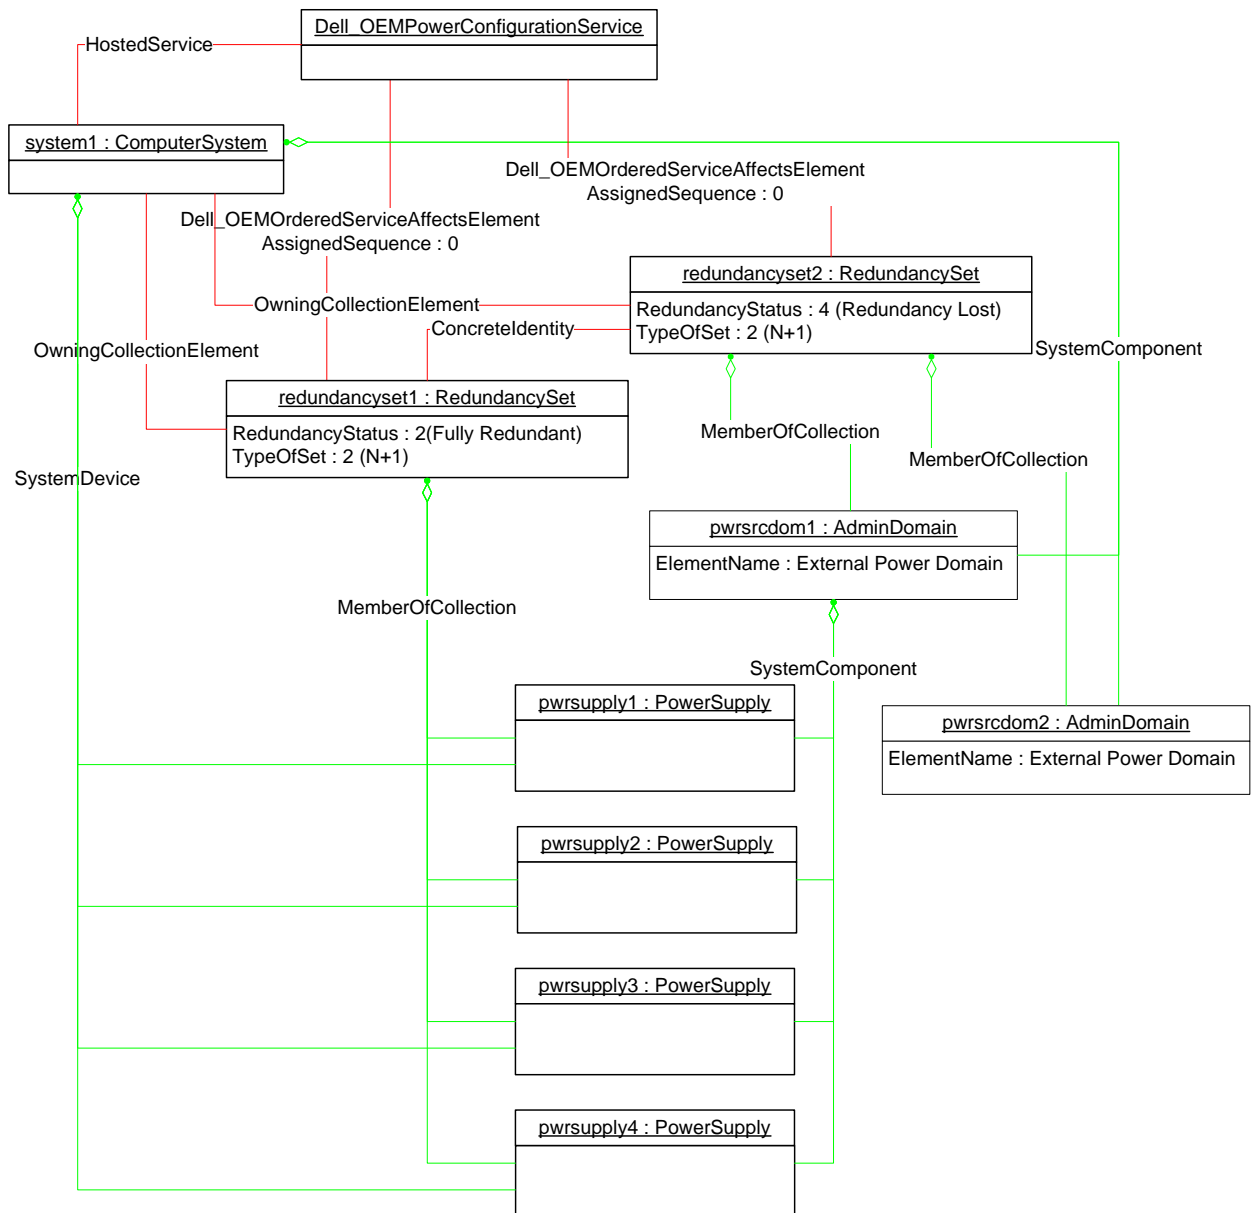 Dell_OEMPowerConfigurationService
HostedService
system1 : ComputerSystem
Dell_OEMOrderedServiceAffectsElement
AssignedSequence : 0
Dell_OEMOrderedServiceAffectsElement
AssignedSequence : 0
redundancyset2 : RedundancySet
RedundancyStatus : 4 (Redundancy Lost)
TypeOfSet : 2 (N+1)
OwningCollectionElement
ConcreteIdentity
OwningCollectionElement
SystemComponent
redundancyset1 : RedundancySet
RedundancyStatus : 2(Fully Redundant)
TypeOfSet : 2 (N+1)
MemberOfCollection
MemberOfCollection
SystemDevice
pwrsrcdom1 : AdminDomain
ElementName : External Power Domain
MemberOfCollection
SystemComponent
pwrsupply1 : PowerSupply
pwrsrcdom2 : AdminDomain
ElementName : External Power Domain
pwrsupply2 : PowerSupply
pwrsupply3 : PowerSupply
pwrsupply4 : PowerSupply